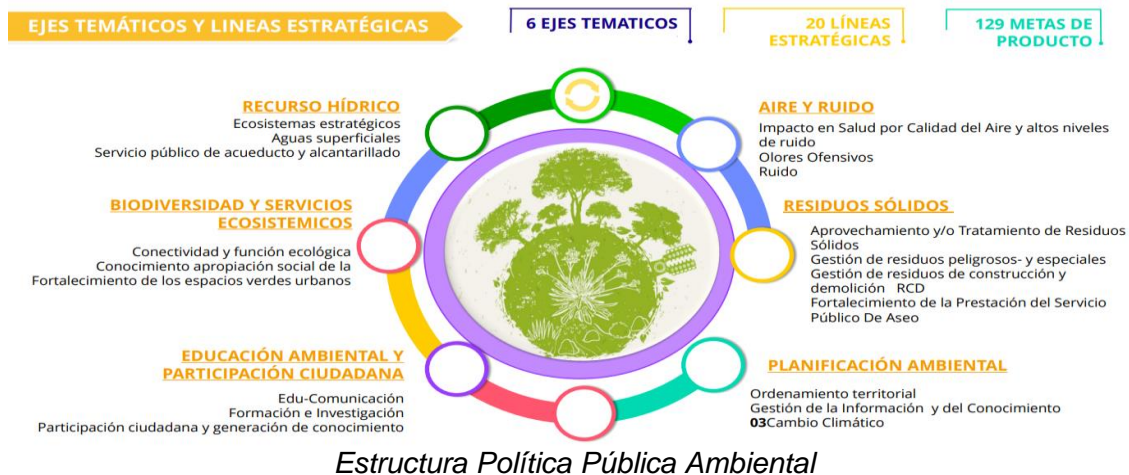 EJES TEMÁTICOS Y LINEAS ESTRATÉGICAS
6 EJES TEMATICOS
20 LÍNEAS
ESTRATÉGICAS
129 METAS DE
PRODUCTO
RECURSO HÍDRICO
Ecosistemas estratégicos
Aguas superficiales
Servicio público de acueducto y alcantarillado
BIODIVERSIDAD Y SERVICIOS
ECOSISTEMICOS
Conectividad y función ecológica
Conocimiento apropiación social de la
Fortalecimiento de los espacios verdes urbanos
EDUCACIÓN AMBIENTAL Y
PARTICIPACIÓN CIUDADANA
Edu-Comunicación
Formación e Investigación
Participación ciudadana y generación de conocimiento
AIRE Y RUIDO
Impacto en Salud por Calidad del Aire y altos niveles
de ruido
Olores Ofensivos
Ruido
RESIDUOS SÓLIDOS
Aprovechamiento y/o Tratamiento de Residuos
Sólidos
Gestión de residuos peligrosos- y especiales
Gestión de residuos de construcción y
demolición RCD
Fortalecimiento de la Prestación del Servicio
Público De Aseo
PLANIFICACIÓN AMBIENTAL
Ordenamiento territorial
Gestión de la Información y del Conocimiento
03Cambio Climático
Estructura Política Pública Ambiental